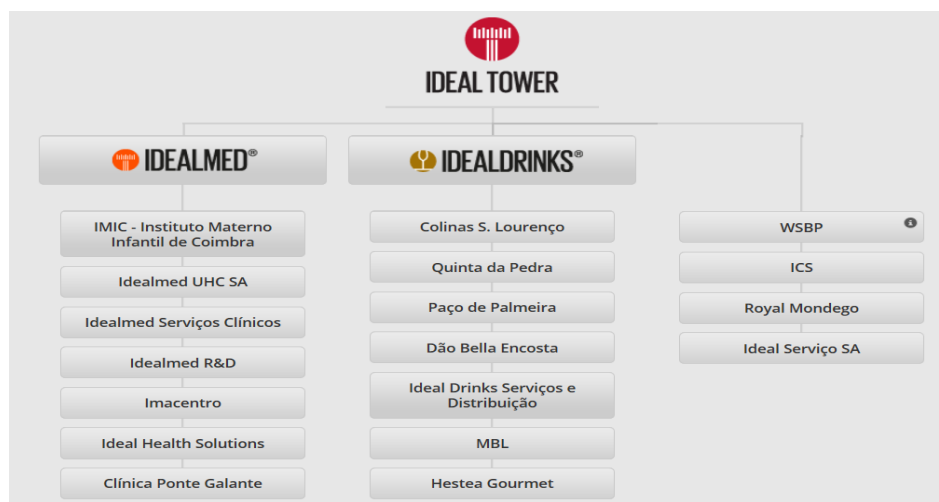 IDEAL TOWER
IDEALMED®
IDEALDRINKS®
IMIC - Instituto Materno
Infantil de Coimbra
Idealmed UHC SA
Idealmed Serviços Clínicos
Idealmed R&D
Imacentro
Ideal Health Solutions
Clínica Ponte Galante
Colinas S. Lourenço
Quinta da Pedra
Paço de Palmeira
Dão Bella Encosta
Ideal Drinks Serviços e
Distribuição
MBL
Hestea Gourmet
WSBP
ICS
Royal Mondego
Ideal Serviço SA